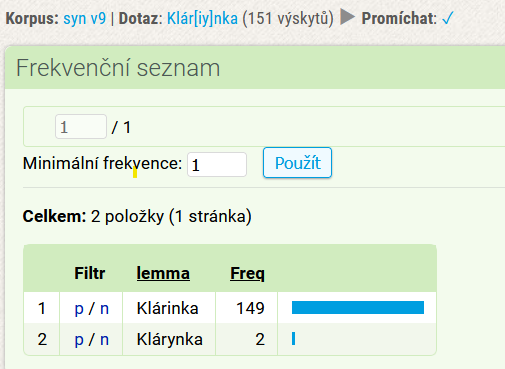 Korpus: syn v9 | Dotaz: Klár[iy]nka (151 výskytů) ▶ Promíchat: ✓
Frekvenční seznam
1 / 1
Minimální frekvence: 1 Použít
Celkem: 2 položky (1 stránka)
Filtr lemma Freq
1 p / n Klárinka 149
2 p / n Klárynka 2